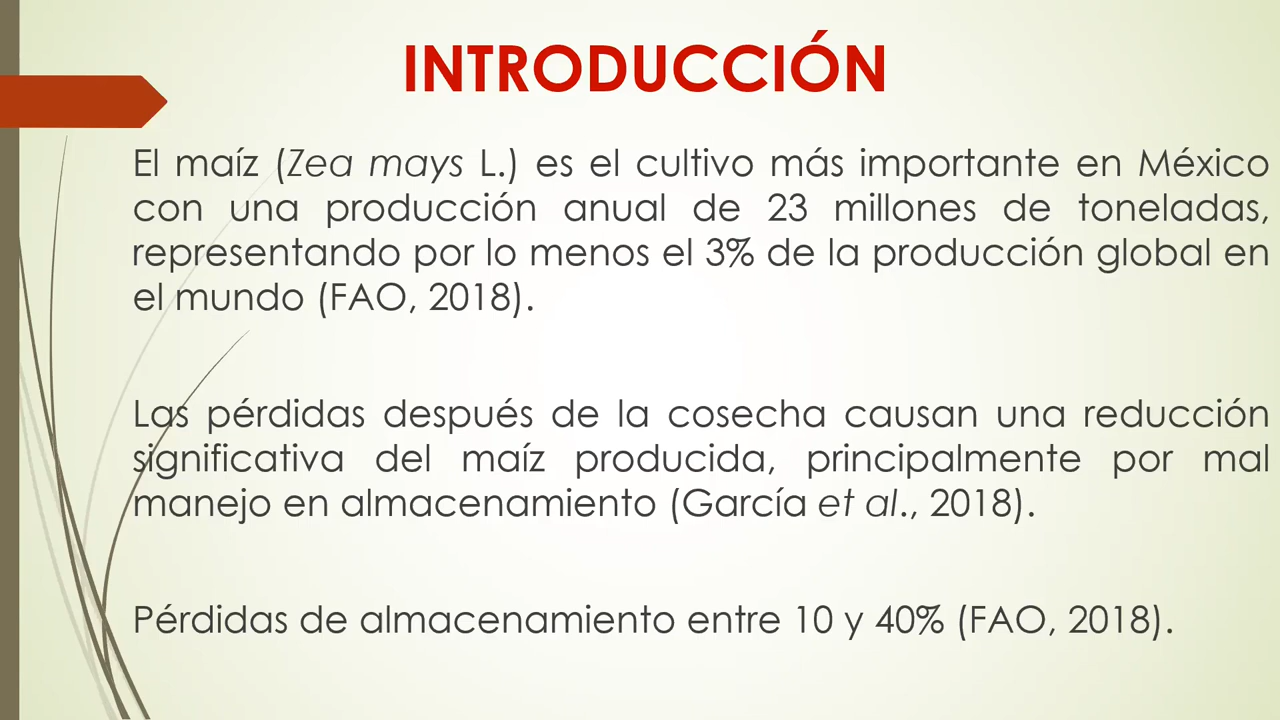 INTRODUCCIÓN
El maíz (Zea mays L.) es el cultivo más importante en México
con una producción anual de 23 millones de toneladas,
representando por lo menos el 3% de la producción global en
el mundo (FAO, 2018).
Las pérdidas después de la cosecha causan una reducción
significativa del maíz producida, principalmente por mal
manejo en almacenamiento (García et al., 2018).
Pérdidas de almacenamiento entre 10 y 40% (FAO, 2018).